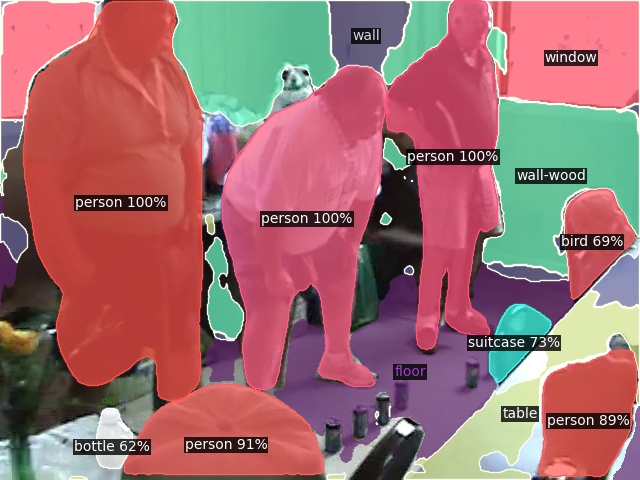 wall
window
person 100%
wall-wood
person 100%
person 100%
bird 69%
suitcase 73%
floor
table
person 89%
bottle 62%
person 91%